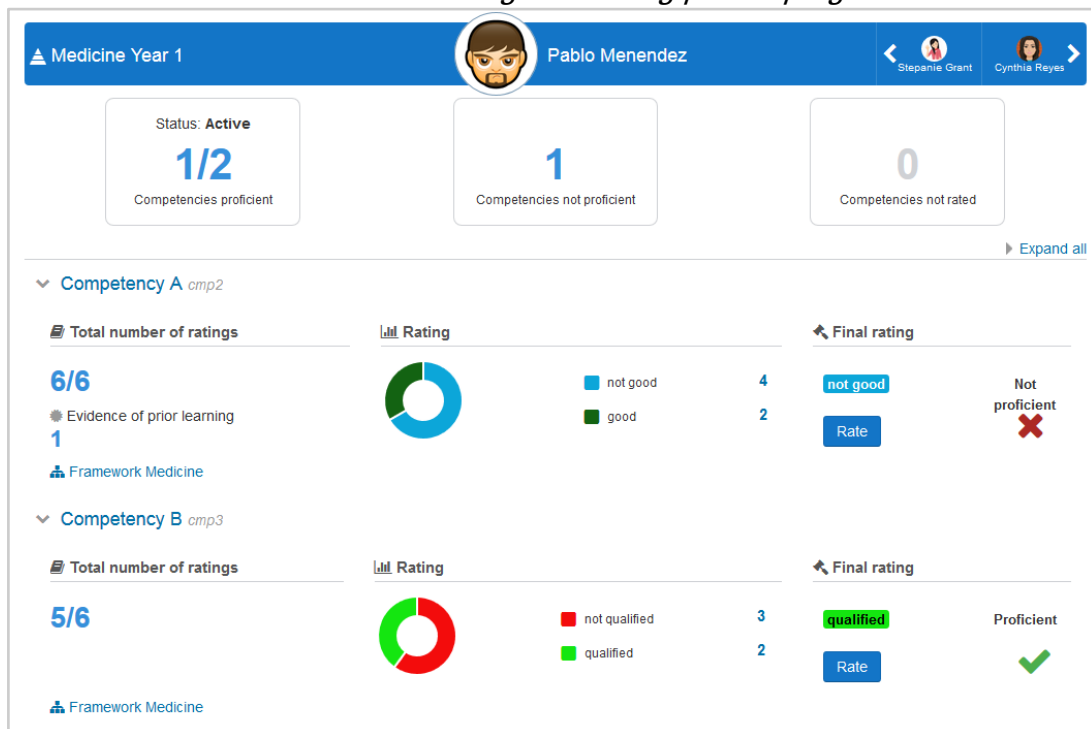 Medicine Year 1
Pablo Menendez
Stepanie Grant
Cynthia Reyes
Status: Active
1/2
Competencies proficient
1
Competencies not proficient
0
Competencies not rated
Expand all
Competency A cmp2
Total number of ratings
Rating
Final rating
6/6
Evidence of prior learning
1
Framework Medicine
not good 4
good 2
not good
Rate
Not
proficient
Competency B cmp3
Total number of ratings
Rating
Final rating
5/6
not qualified 3
qualified 2
qualified
Rate
Proficient
Framework Medicine